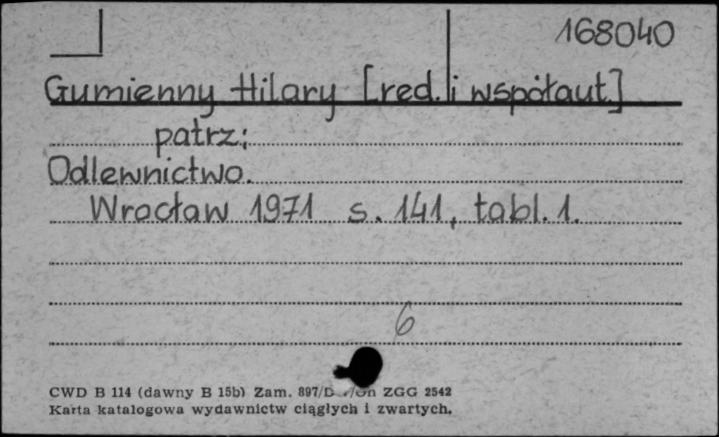 168040
Gumienny Hilary [red. i współaut.]
patrz:
Odlewnictwo.
Wrocław 1971 s. 141, tabl. 1.
6
CWD B 114 (dawny B 15b) Zam. 897/D ZGG 2542
Karta katalogowa wydawnictw ciągłych i zwartych.